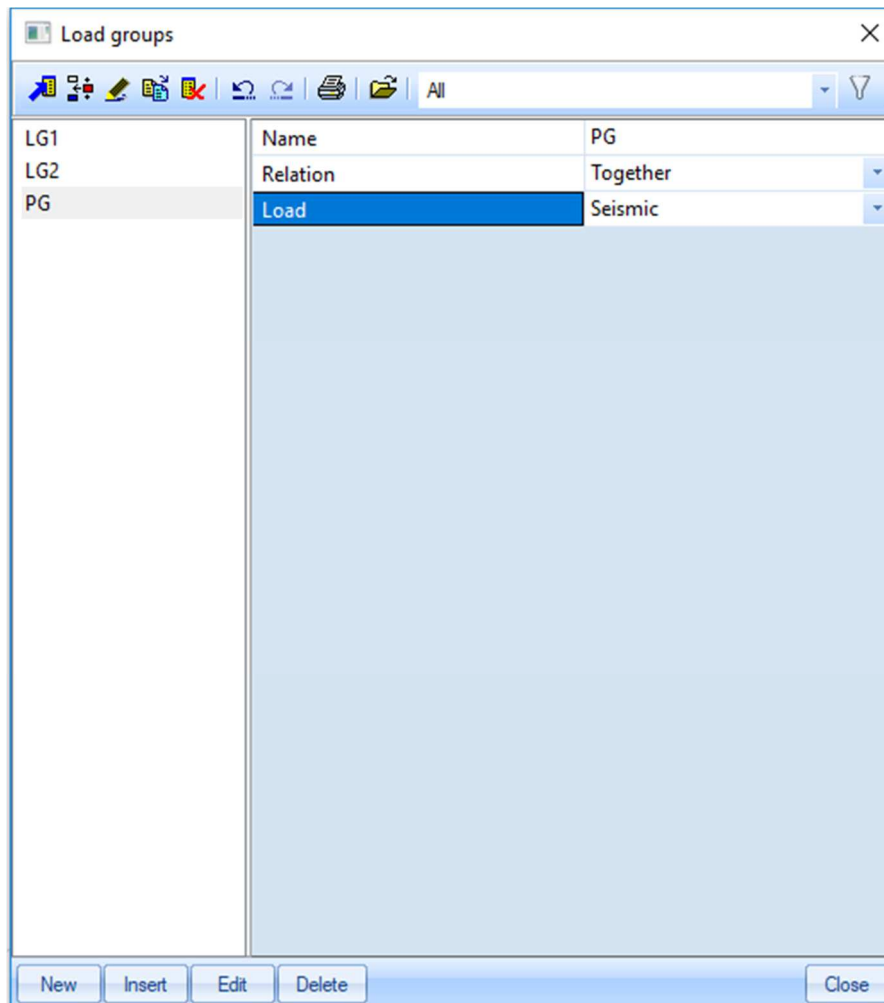 Load groups
All
LG1
LG2
PG
Name PG
Relation Together
Load Seismic
New Insert Edit Delete Close